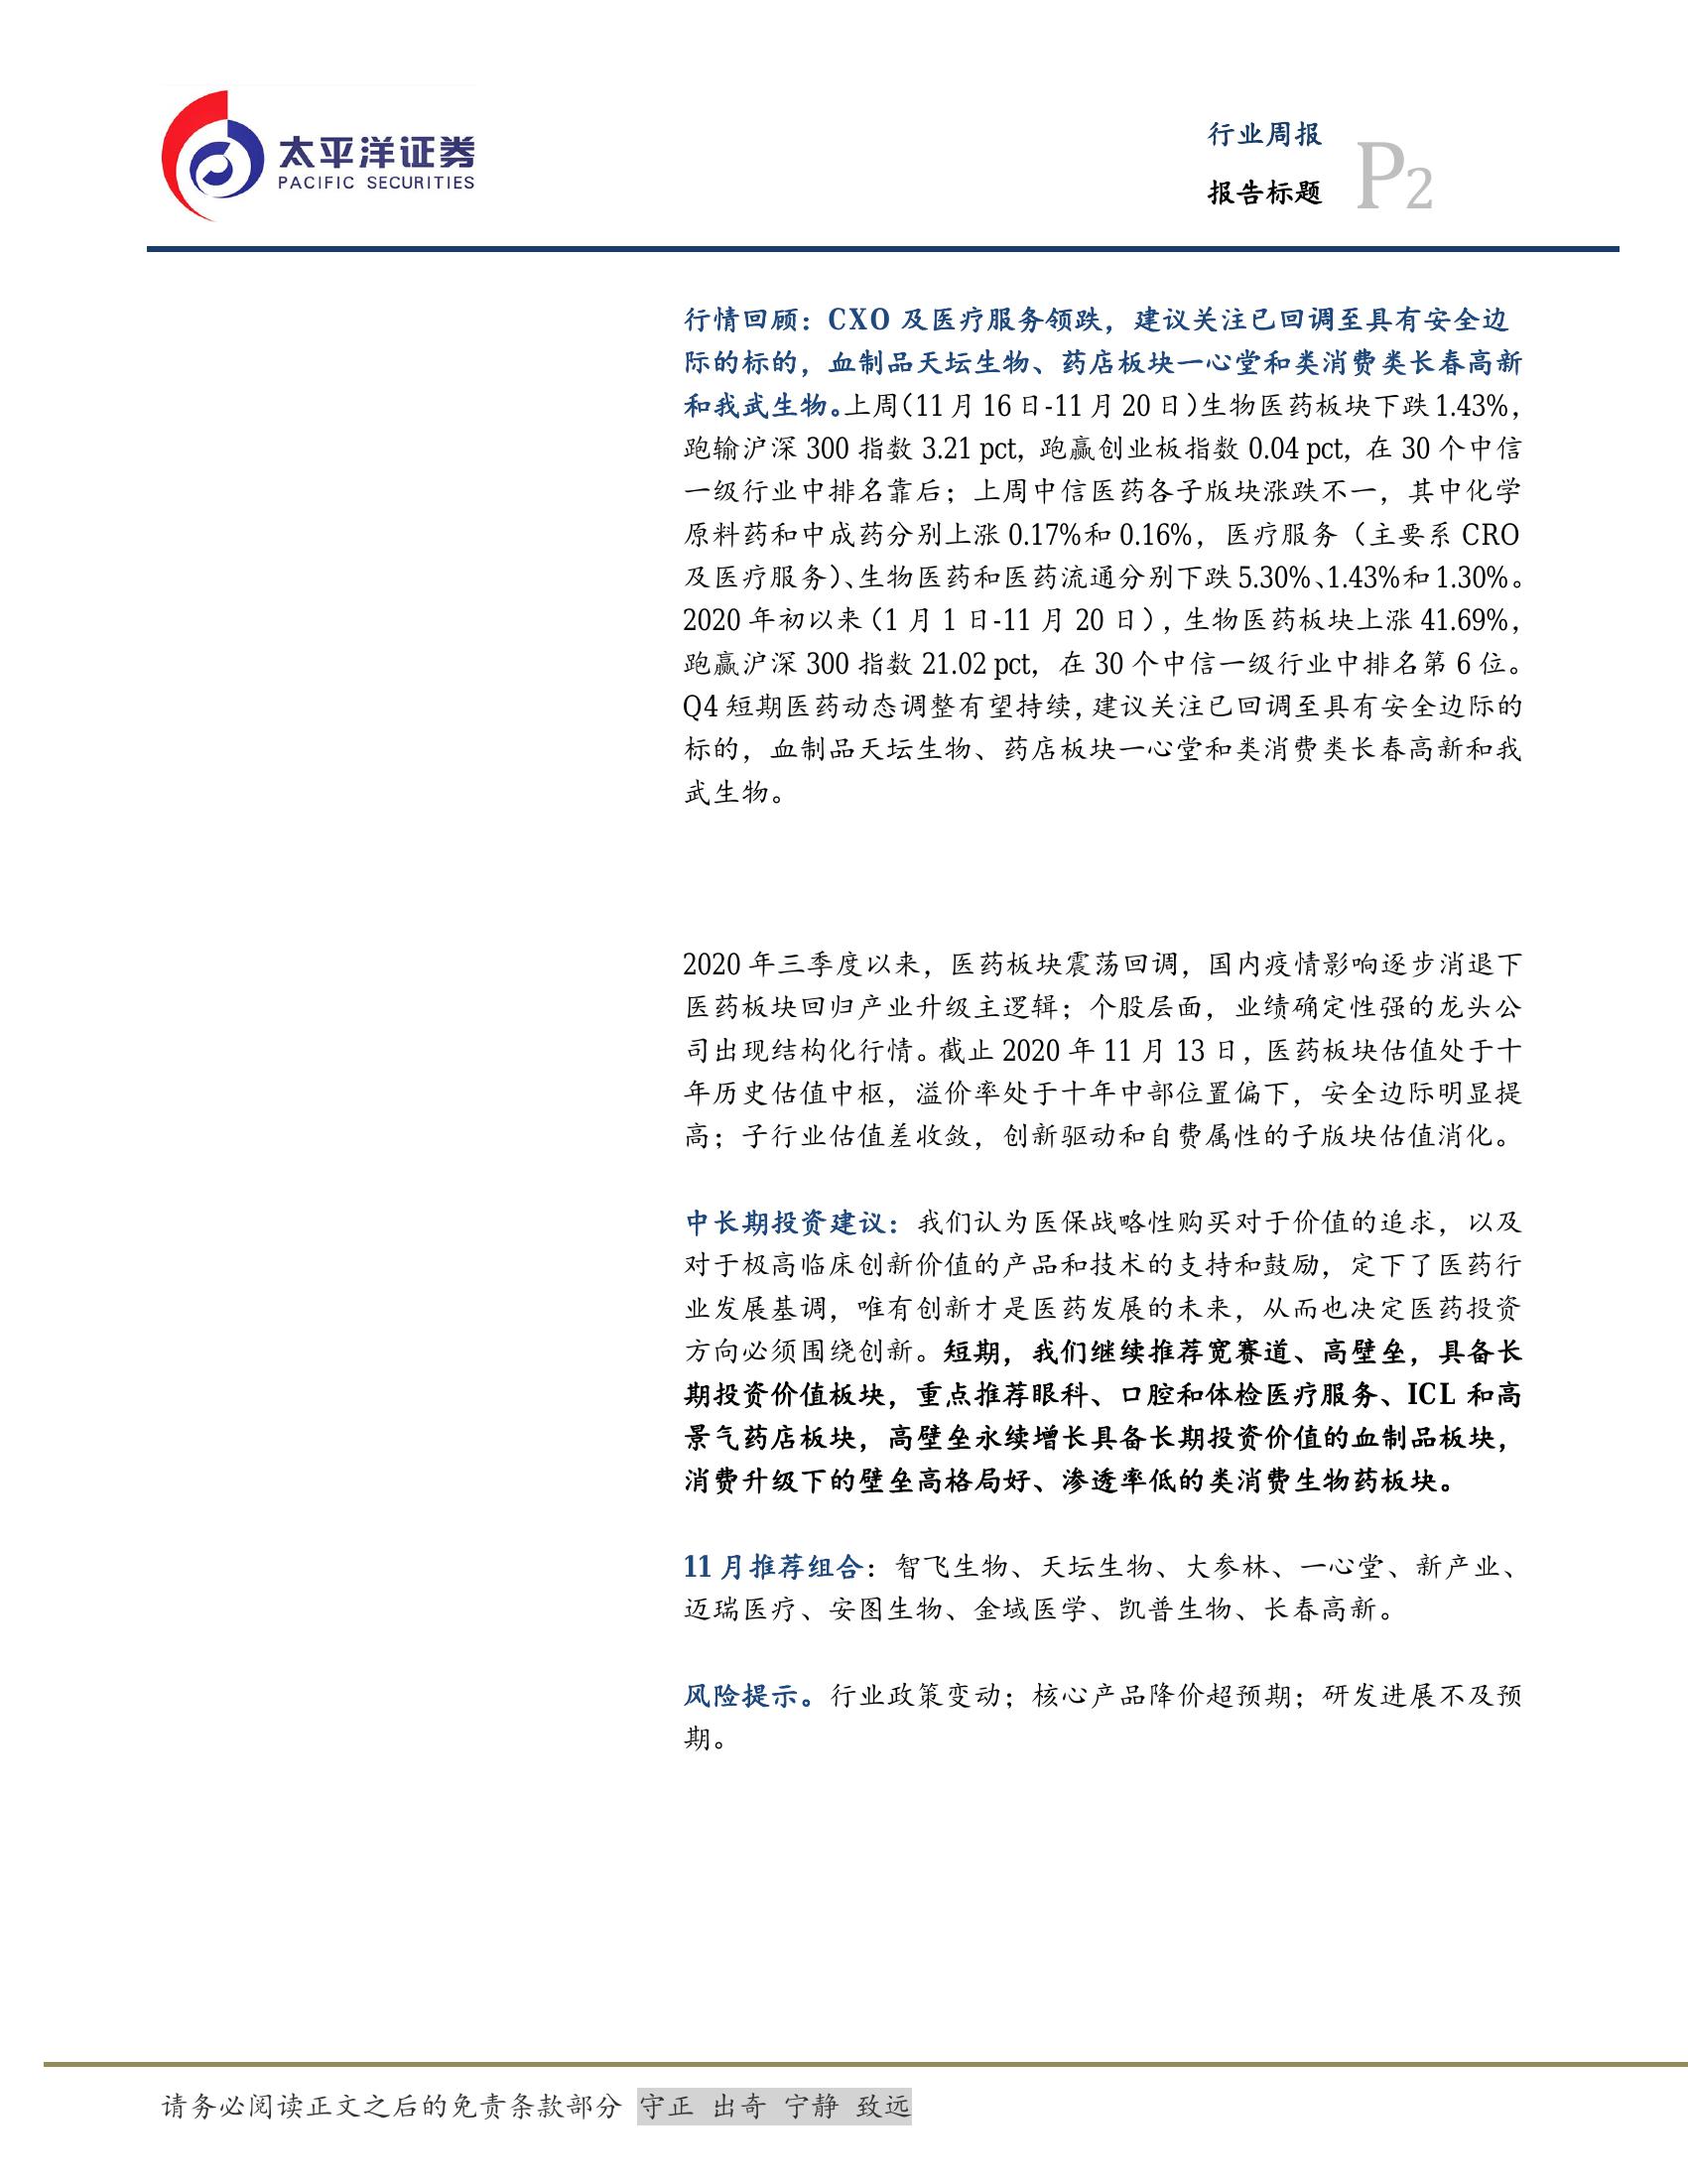 太平洋证券
PACIFIC SECURITIES
行业周报
报告标题
P2
行情回顾：CXO 及医疗服务领跌，建议关注已回调至具有安全边
际的标的，血制品天坛生物、药店板块一心堂和类消费类长春高新
和我武生物。上周（11 月 16 日-11 月 20 日）生物医药板块下跌 1.43%，
跑输沪深 300 指数 3.21 pct，跑赢创业板指数 0.04 pct，在 30 个中信
一级行业中排名靠后；上周中信医药各子版块涨跌不一，其中化学
原料药和中成药分别上涨 0.17%和 0.16%，医疗服务（主要系 CRO
及医疗服务）、生物医药和医药流通分别下跌 5.30%、1.43%和 1.30%。
2020 年初以来（1 月 1 日-11 月 20 日），生物医药板块上涨 41.69%，
跑赢沪深 300 指数 21.02 pct，在 30 个中信一级行业中排名第 6 位。
Q4 短期医药动态调整有望持续，建议关注已回调至具有安全边际的
标的，血制品天坛生物、药店板块一心堂和类消费类长春高新和我
武生物。
2020 年三季度以来，医药板块震荡回调，国内疫情影响逐步消退下
医药板块回归产业升级主逻辑；个股层面，业绩确定性强的龙头公
司出现结构化行情。截止 2020 年 11 月 13 日，医药板块估值处于十
年历史估值中枢，溢价率处于十年中部位置偏下，安全边际明显提
高；子行业估值差收敛，创新驱动和自费属性的子版块估值消化。
中长期投资建议：我们认为医保战略性购买对于价值的追求，以及
对于极高临床创新价值的产品和技术的支持和鼓励，定下了医药行
业发展基调，唯有创新才是医药发展的未来，从而也决定医药投资
方向必须围绕创新。短期，我们继续推荐宽赛道、高壁垒，具备长
期投资价值板块，重点推荐眼科、口腔和体检医疗服务、ICL 和高
景气药店板块，高壁垒永续增长具备长期投资价值的血制品板块，
消费升级下的壁垒高格局好、渗透率低的类消费生物药板块。
11 月推荐组合：智飞生物、天坛生物、大参林、一心堂、新产业、
迈瑞医疗、安图生物、金域医学、凯普生物、长春高新。
风险提示。行业政策变动；核心产品降价超预期；研发进展不及预
期。
请务必阅读正文之后的免责条款部分 守正 出奇 宁静 致远